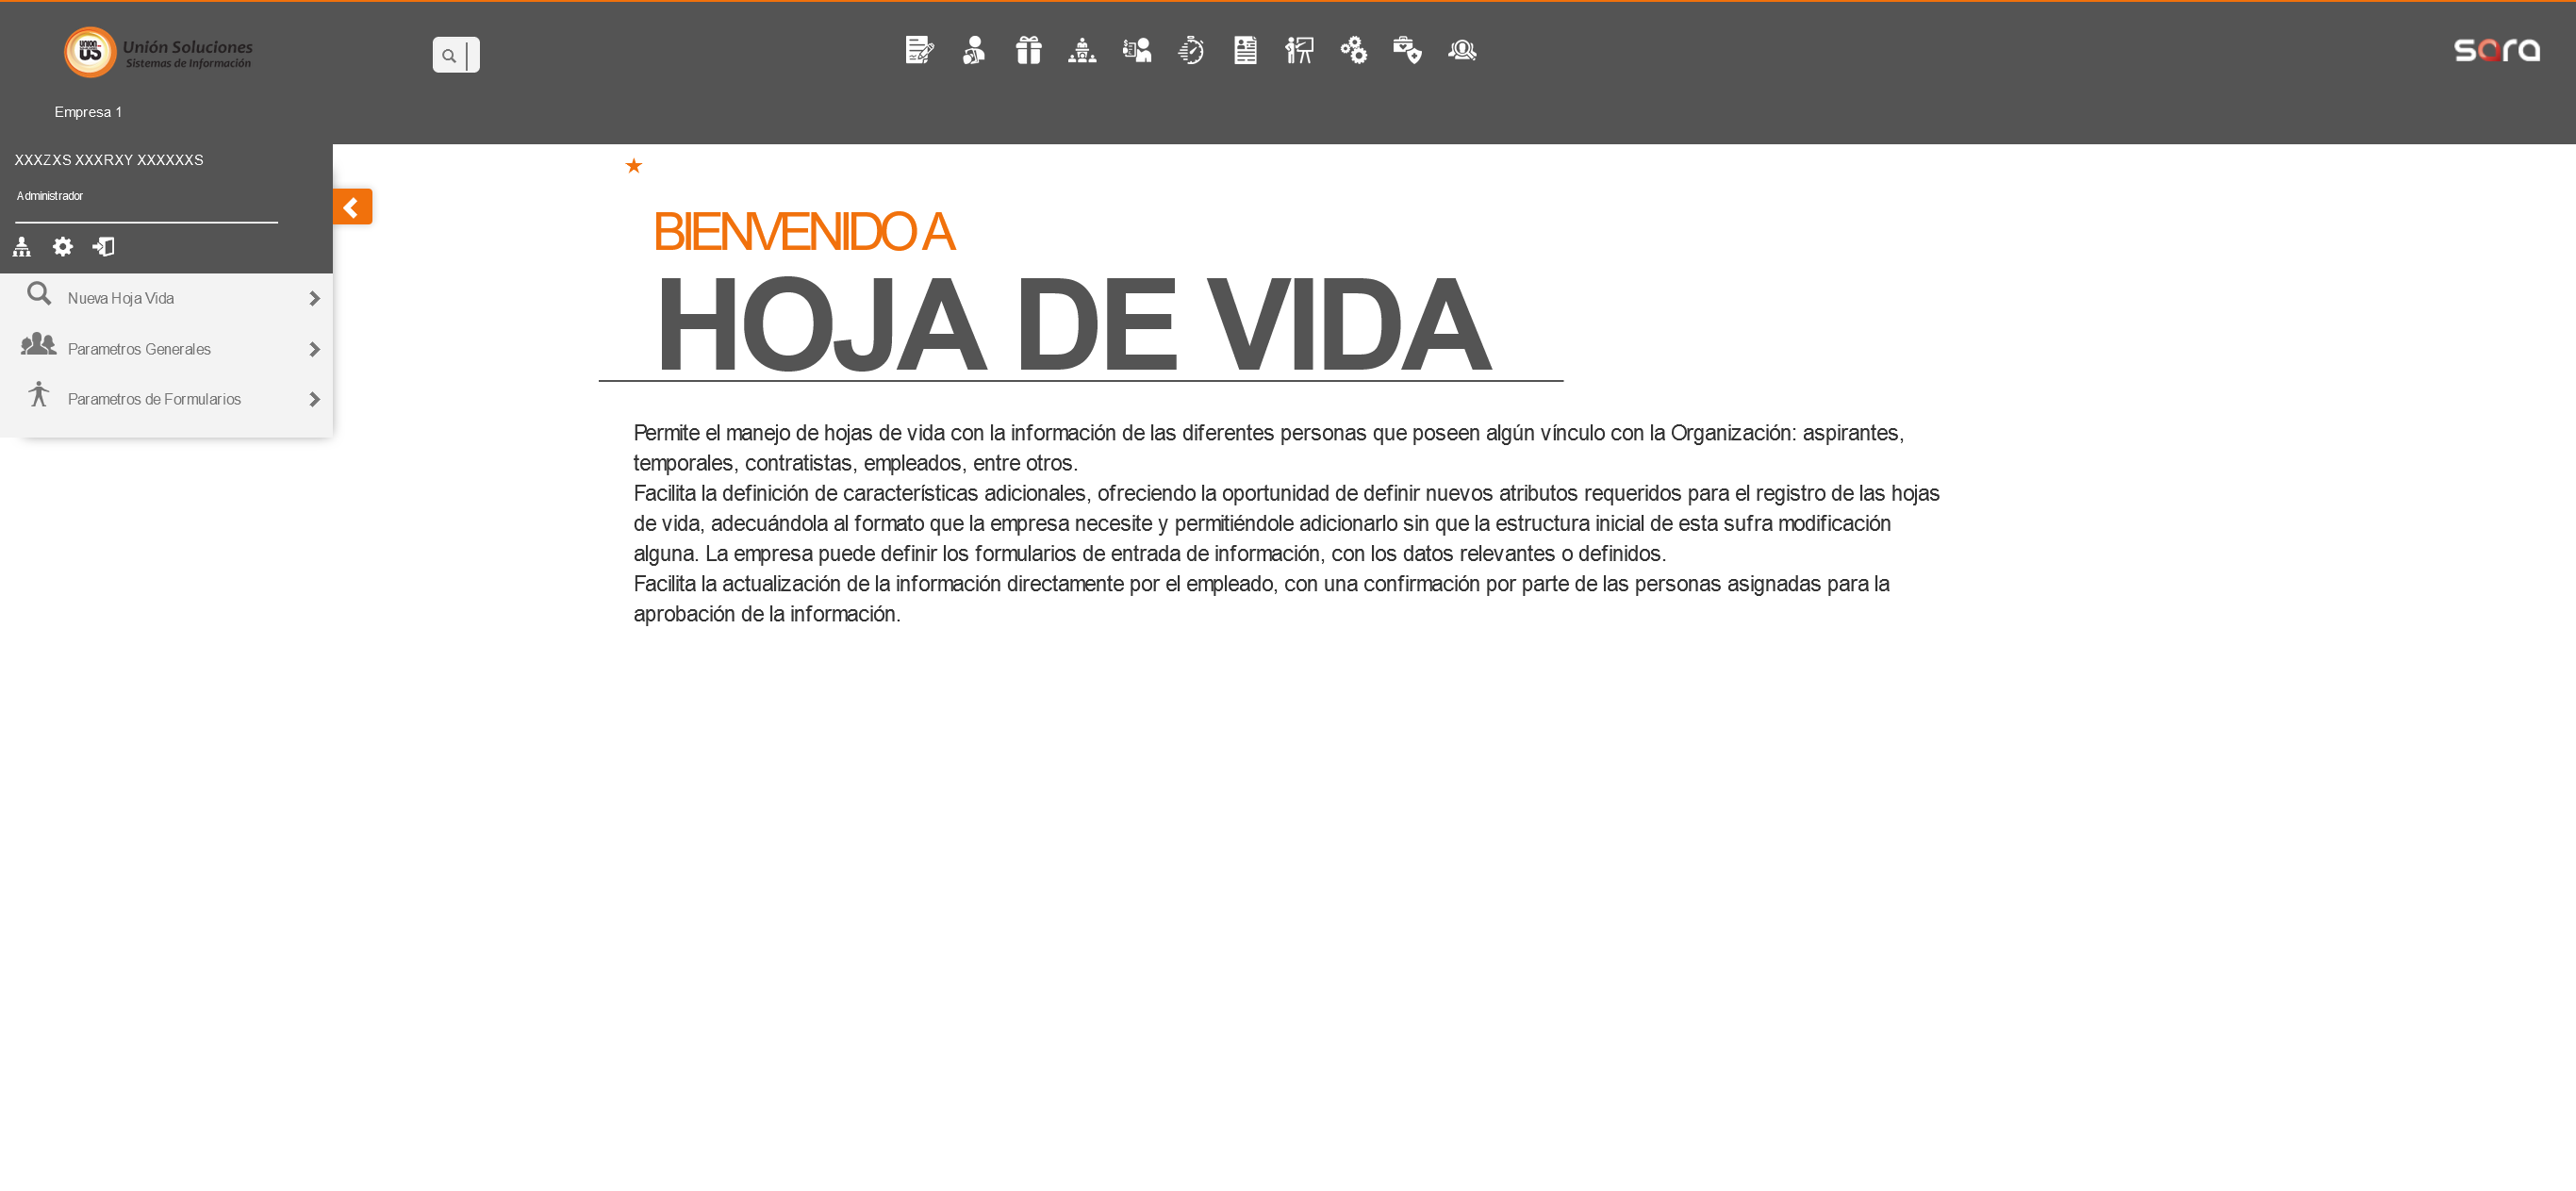 UNION
US
Unión Soluciones
Sistemas de Información
sara
Empresa 1
XXXZXS XXXRXY XXXXXXS
Administrador
Nueva Hoja Vida
Parametros Generales
Parametros de Formularios
BIENVENIDO A
HOJA DE VIDA
Permite el manejo de hojas de vida con la información de las diferentes personas que poseen algún vínculo con la Organización: aspirantes,
temporales, contratistas, empleados, entre otros.
Facilita la definición de características adicionales, ofreciendo la oportunidad de definir nuevos atributos requeridos para el registro de las hojas
de vida, adecuándola al formato que la empresa necesite y permitiéndole adicionarlo sin que la estructura inicial de esta sufra modificación
alguna. La empresa puede definir los formularios de entrada de información, con los datos relevantes o definidos.
Facilita la actualización de la información directamente por el empleado, con una confirmación por parte de las personas asignadas para la
aprobación de la información.